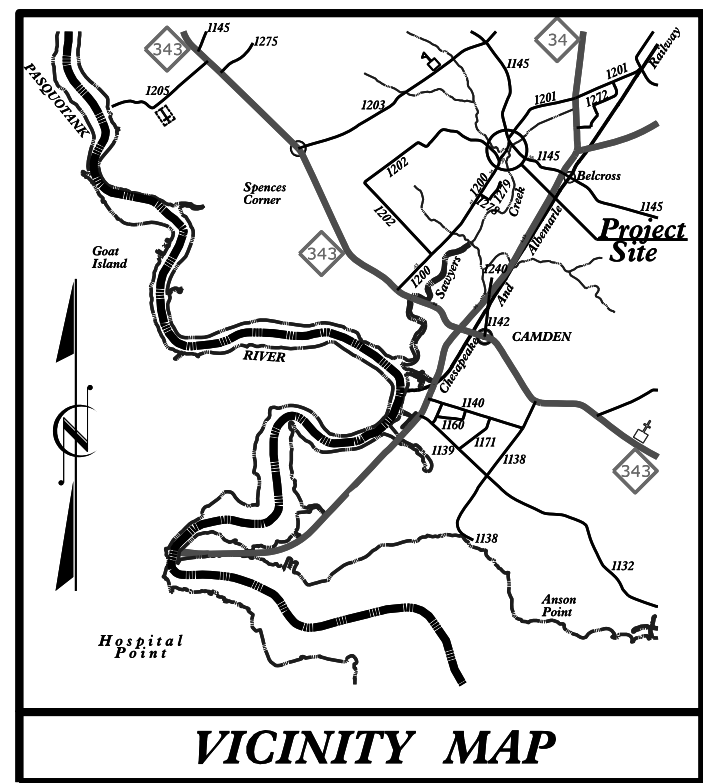 1145
343
1275
34
Railway
PASQUOTANK
1205
1145
1203
1201
1201
1272
1202
1200
1279
1278
1145
Belcross
1145
Spences
Corner
1202
Creek
Project
Site
Goat
Island
343
1200
Sawyers
1240
And
Albemarle
1142
CAMDEN
RIVER
Chesapeake
1140
1160
1171
1139
1138
343
1138
1132
Anson
Point
Hospital
Point
N
VICINITY MAP